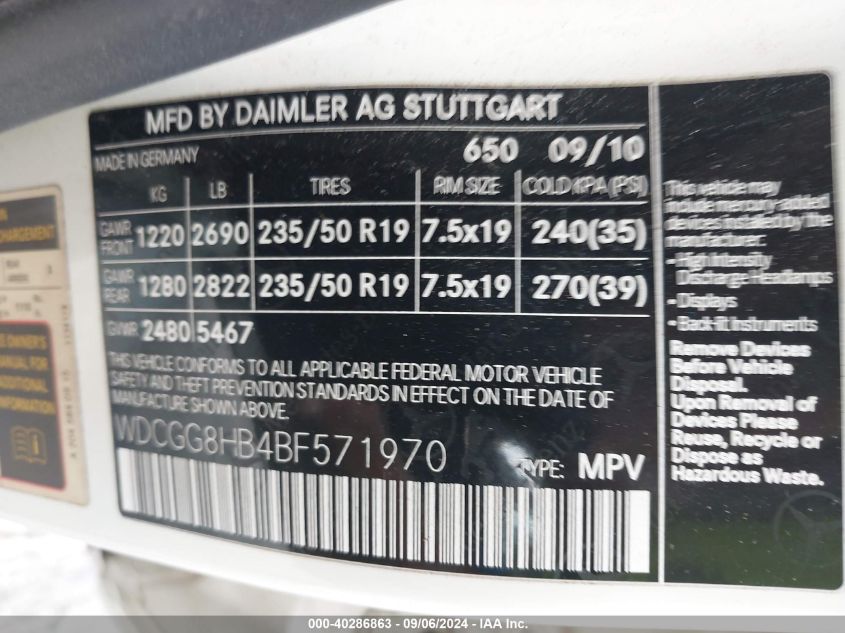 MFD BY DAIMLER AG STUTTGART
MADE IN GERMANY 650 09/10
KG LB TIRES RIM SIZE COLD KPA (PSI)
GAWR FRONT 1220 2690 235/50 R19 7.5x19 240(35)
GAWR REAR 1280 2822 235/50 R19 7.5x19 270(39)
GVWR 2480 5467
THIS VEHICLE CONFORMS TO ALL APPLICABLE FEDERAL MOTOR VEHICLE
SAFETY AND THEFT PREVENTION STANDARDS IN EFFECT ON THE DATE OF
MANUFACTURE SHOWN ABOVE.
WDCGG8HB4BF571970 TYPE: MPV
This vehicle may
include mercury added
devices installed by the
manufacturer:
- High Intensity
Discharge Headlamps
- Displays
- Back-lit Instruments
Remove Devices
Before Vehicle
Disposal.
Upon Removal of
Devices Please
Reuse, Recycle or
Dispose as
Hazardous Waste.
OWNER'S
MANUAL FOR
ADDITIONAL
INFORMATION
000-40286863 - 09/06/2024 - IAA Inc.